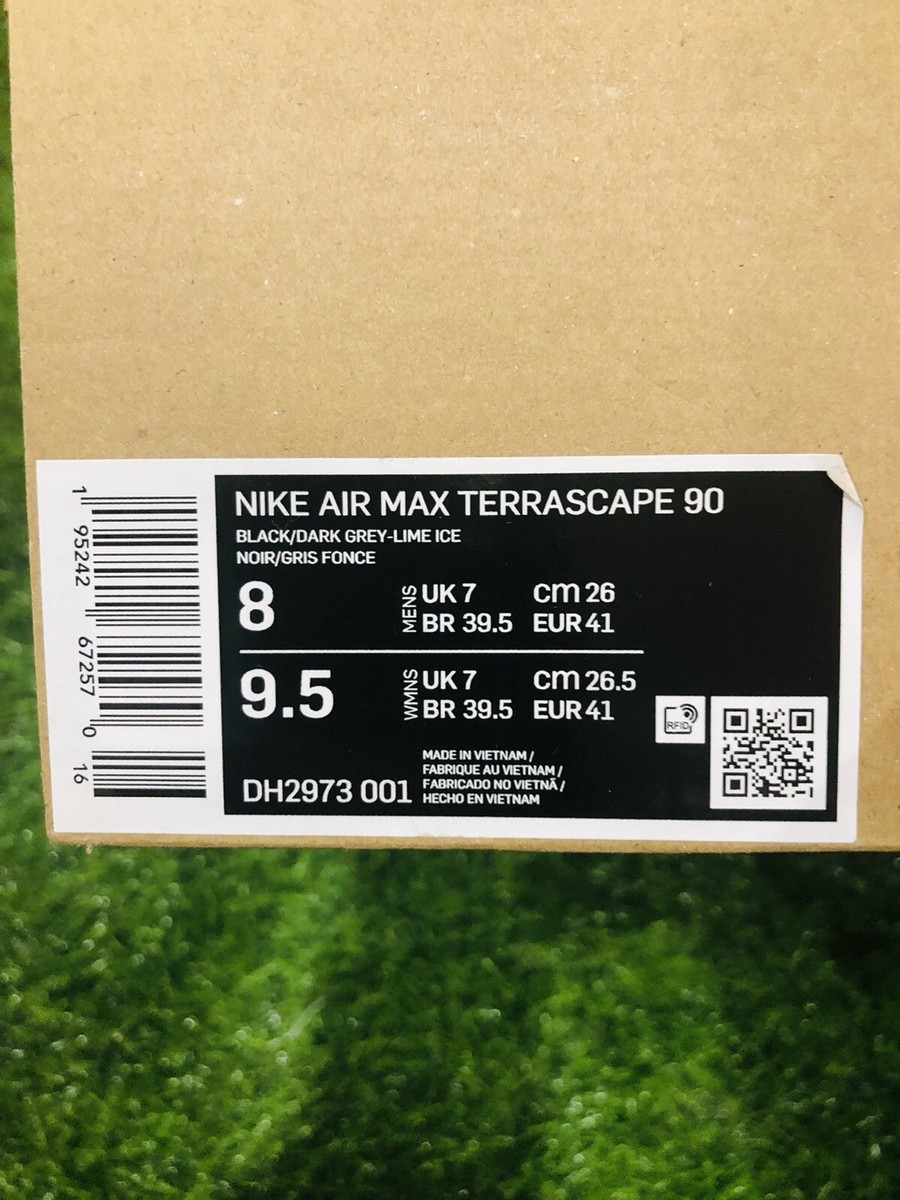 NIKE AIR MAX TERRASCAPE 90
BLACK/DARK GREY-LIME ICE
NOIR/GRIS FONCE
8 MENS UK 7 cm 26
BR 39.5 EUR 41
9.5 WMNS UK 7 cm 26.5
BR 39.5 EUR 41
RFID
DH2973 001
MADE IN VIETNAM /
FABRIQUE AU VIETNAM /
FABRICADO NO VIETNÃ /
HECHO EN VIETNAM
1 95242 67257 0 16